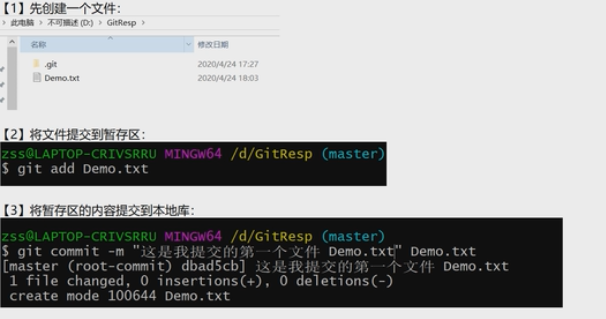 【1】先创建一个文件：
> 此电脑 > 不可描述 (D:) > GitResp >
名称 修改日期
.git 2020/4/24 17:27
Demo.txt 2020/4/24 18:03
【2】将文件提交到暂存区：
zss@LAPTOP-CRIVSRRU MINGW64 /d/GitResp (master)
$ git add Demo.txt
【3】将暂存区的内容提交到本地库：
zss@LAPTOP-CRIVSRRU MINGW64 /d/GitResp (master)
$ git commit -m "这是我提交的第一个文件 Demo.txt" Demo.txt
[master (root-commit) dbad5cb] 这是我提交的第一个文件 Demo.txt
1 file changed, 0 insertions(+), 0 deletions(-)
create mode 100644 Demo.txt